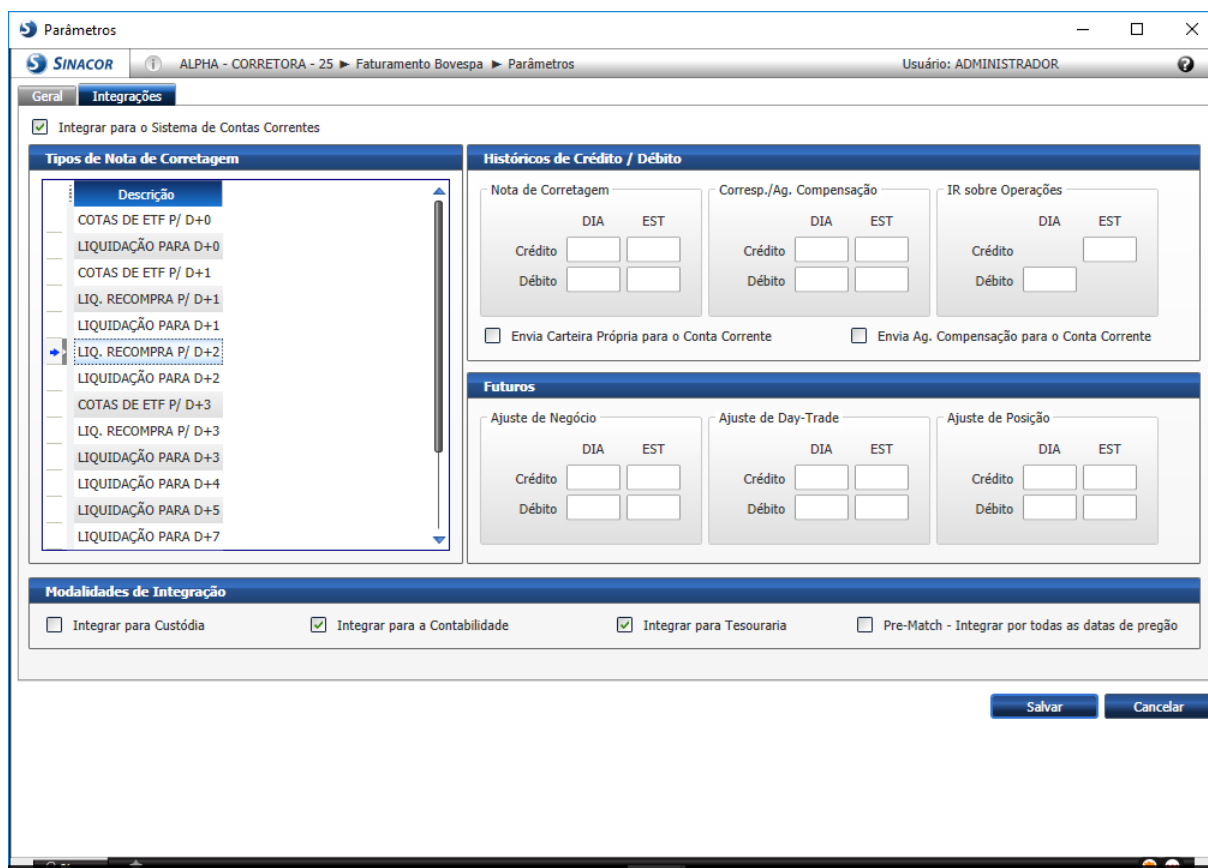 Parâmetros
SINACOR ALPHA - CORRETORA - 25 ► Faturamento Bovespa ► Parâmetros Usuário: ADMINISTRADOR
Geral Integrações
Integrar para o Sistema de Contas Correntes
Tipos de Nota de Corretagem
Descrição
COTAS DE ETF P/ D+0
LIQUIDAÇÃO PARA D+0
COTAS DE ETF P/ D+1
LIQ. RECOMPRA P/ D+1
LIQUIDAÇÃO PARA D+1
LIQ. RECOMPRA P/ D+2
LIQUIDAÇÃO PARA D+2
COTAS DE ETF P/ D+3
LIQ. RECOMPRA P/ D+3
LIQUIDAÇÃO PARA D+3
LIQUIDAÇÃO PARA D+4
LIQUIDAÇÃO PARA D+5
LIQUIDAÇÃO PARA D+7
Históricos de Crédito / Débito
Nota de Corretagem
DIA EST
Crédito
Débito
Corresp./Ag. Compensação
DIA EST
Crédito
Débito
IR sobre Operações
DIA EST
Crédito
Débito
Envia Carteira Própria para o Conta Corrente
Envia Ag. Compensação para o Conta Corrente
Futuros
Ajuste de Negócio
DIA EST
Crédito
Débito
Ajuste de Day-Trade
DIA EST
Crédito
Débito
Ajuste de Posição
DIA EST
Crédito
Débito
Modalidades de Integração
Integrar para Custódia
Integrar para a Contabilidade
Integrar para Tesouraria
Pre-Match - Integrar por todas as datas de pregão
Salvar Cancelar